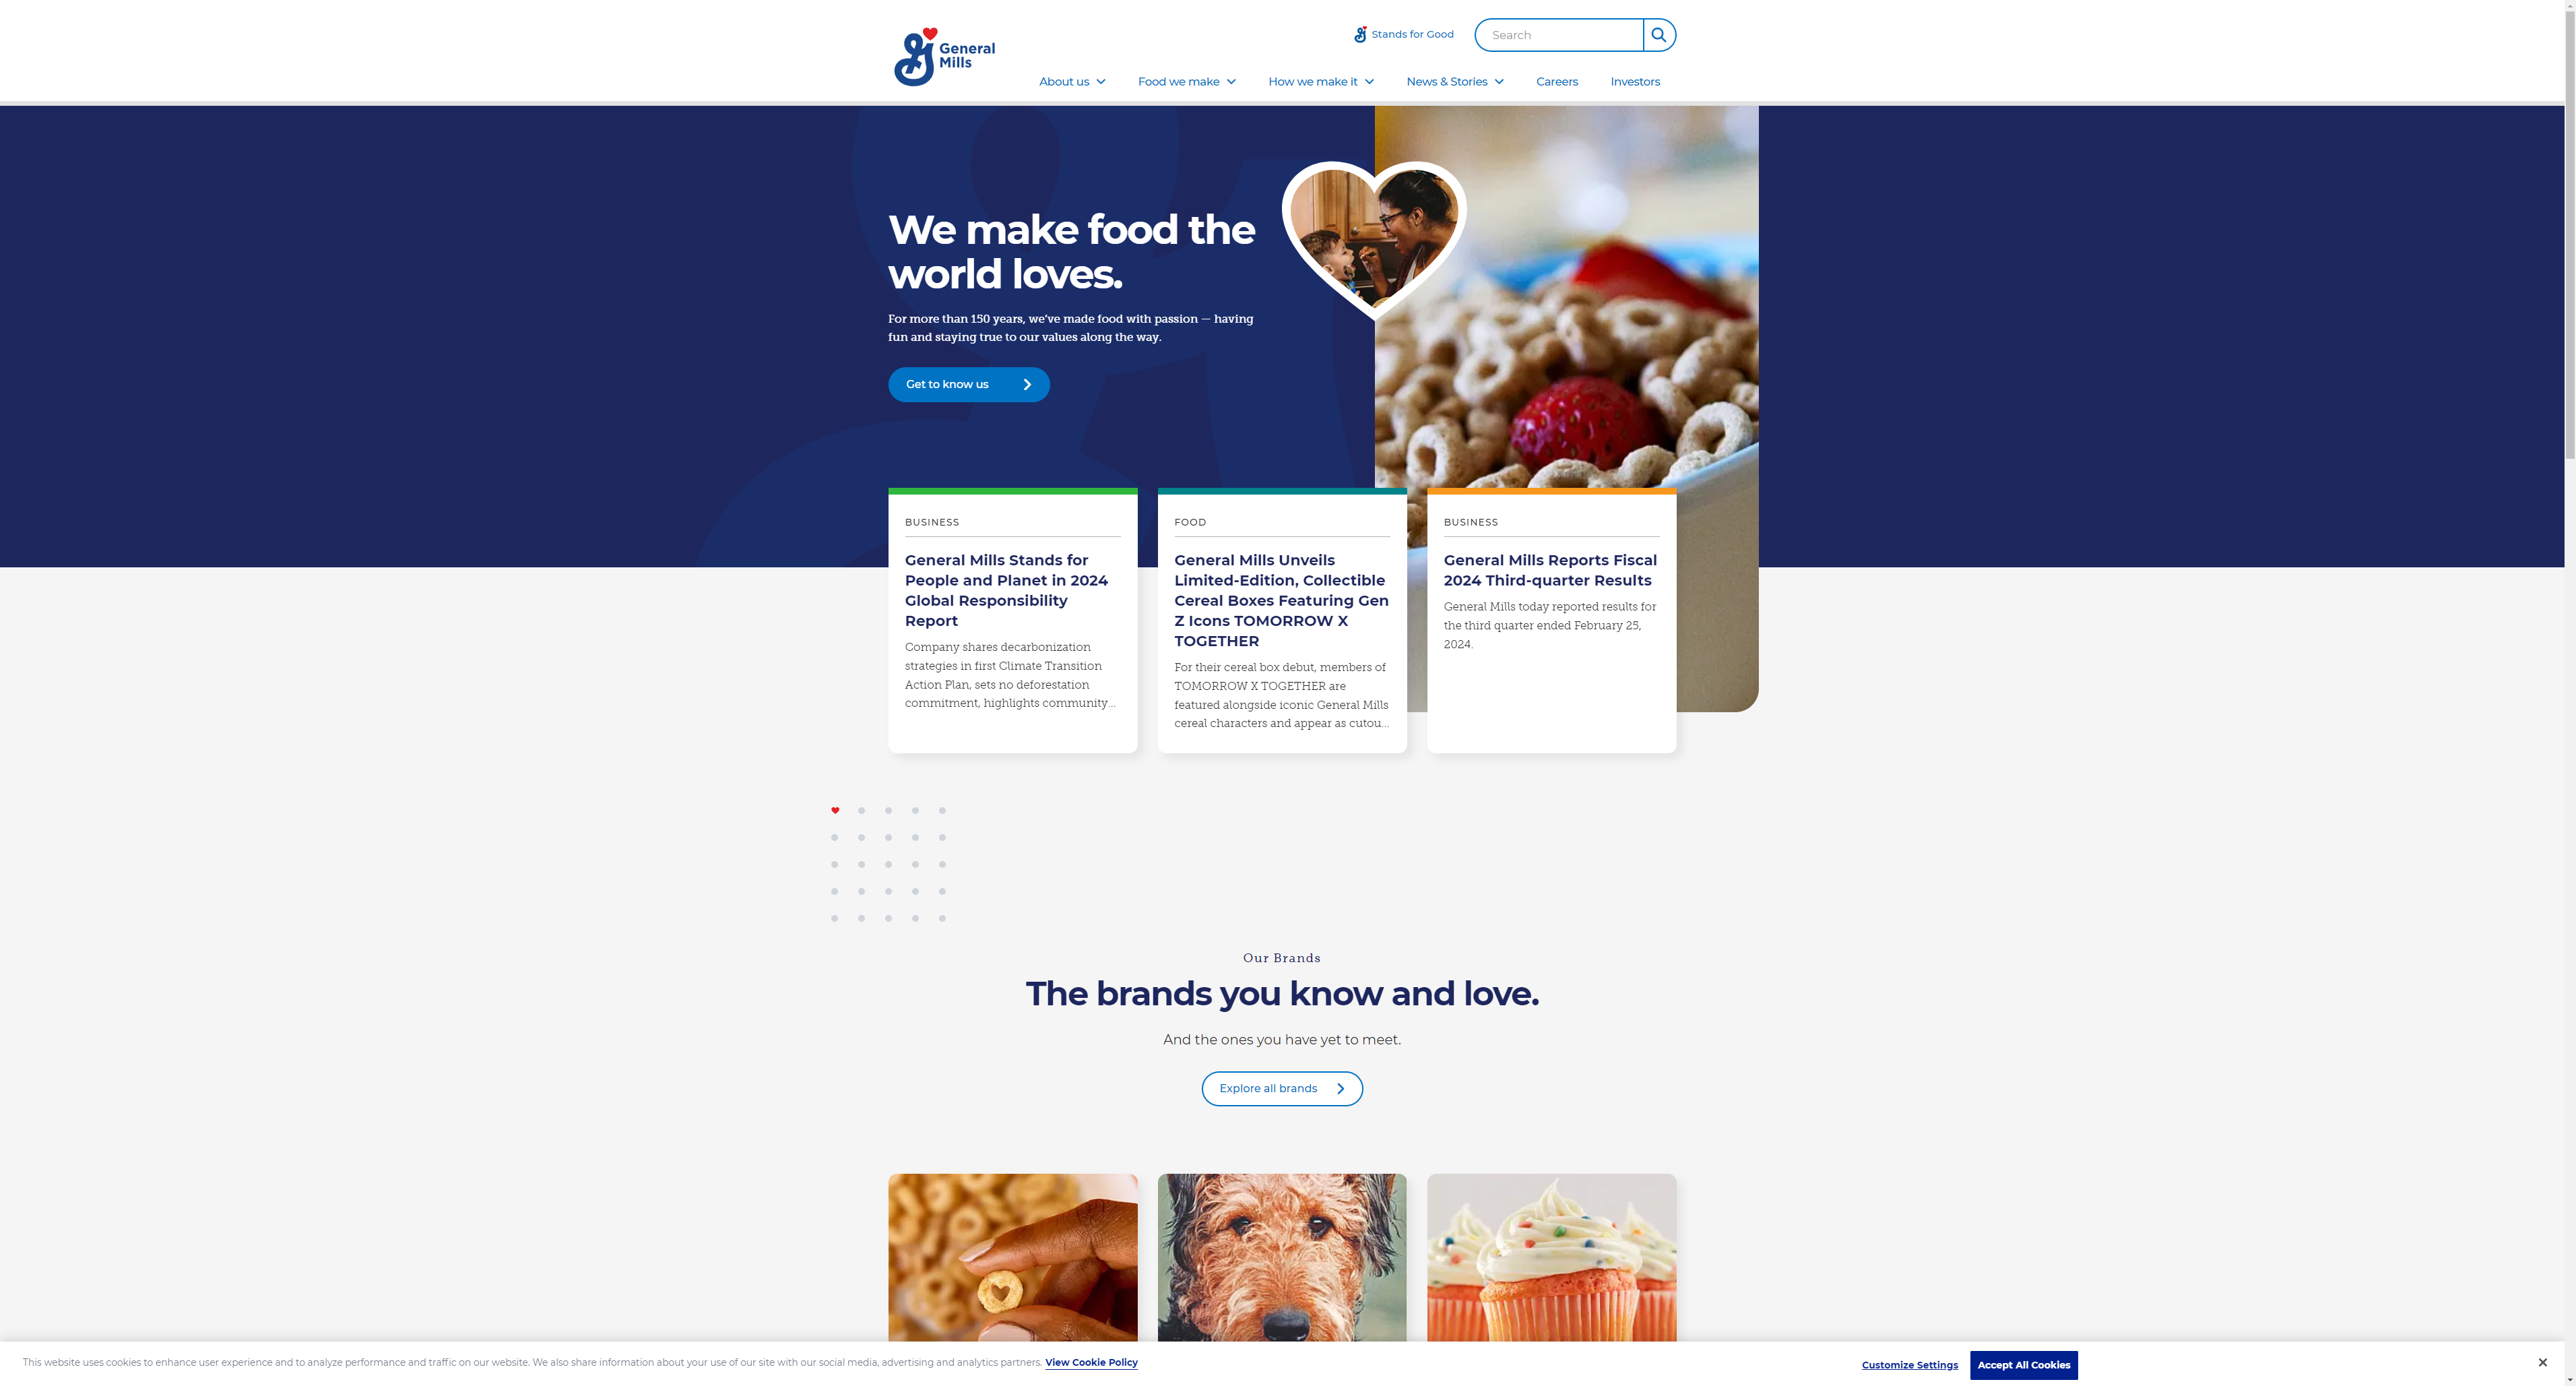 General
Mills
Stands for Good
Search
About us
Food we make
How we make it
News & Stories
Careers
Investors
We make food the
world loves.
For more than 150 years, we've made food with passion — having
fun and staying true to our values along the way.
Get to know us
BUSINESS
General Mills Stands for
People and Planet in 2024
Global Responsibility
Report
Company shares decarbonization
strategies in first Climate Transition
Action Plan, sets no deforestation
commitment, highlights community...
FOOD
General Mills Unveils
Limited-Edition, Collectible
Cereal Boxes Featuring Gen
Z Icons TOMORROW X
TOGETHER
For their cereal box debut, members of
TOMORROW X TOGETHER are
featured alongside iconic General Mills
cereal characters and appear as cutou...
BUSINESS
General Mills Reports Fiscal
2024 Third-quarter Results
General Mills today reported results for
the third quarter ended February 25,
2024.
Our Brands
The brands you know and love.
And the ones you have yet to meet.
Explore all brands
This website uses cookies to enhance user experience and to analyze performance and traffic on our website. We also share information about your use of our site with our social media, advertising and analytics partners. View Cookie Policy
Customize Settings
Accept All Cookies